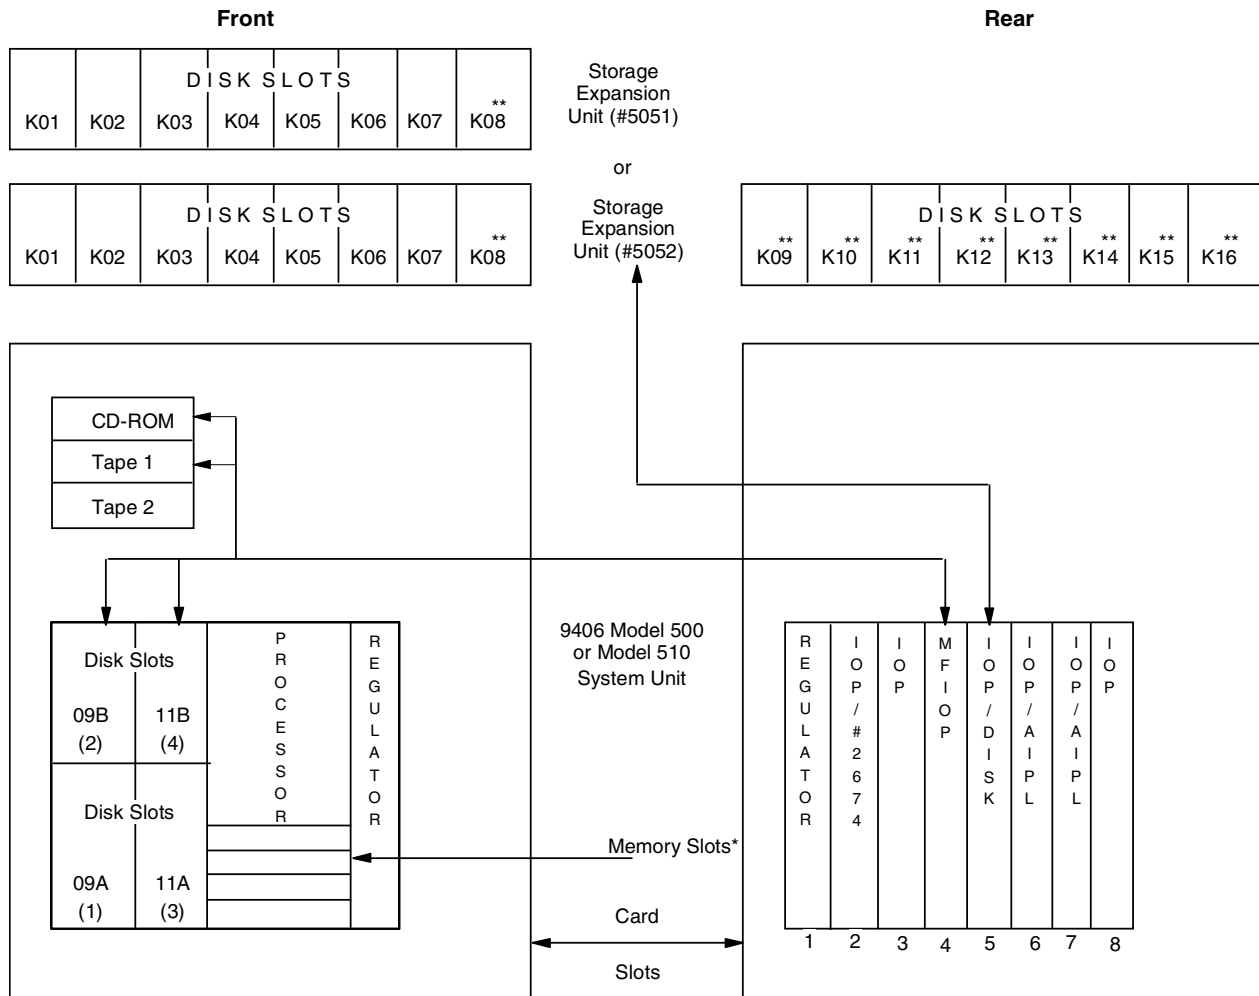 Front
Rear
DISK SLOTS
K01 K02 K03 K04 K05 K06 K07 K08**
Storage
Expansion
Unit (#5051)
or
DISK SLOTS
K01 K02 K03 K04 K05 K06 K07 K08**
Storage
Expansion
Unit (#5052)
DISK SLOTS
K09** K10** K11** K12** K13** K14** K15** K16**
CD-ROM
Tape 1
Tape 2
Disk Slots
09B 11B
(2) (4)
Disk Slots
09A 11A
(1) (3)
PROCESSOR
REGULATOR
9406 Model 500
or Model 510
System Unit
Memory Slots*
Card
Slots
REGULATOR
IOP/#2674
IOP
MFIOP
IOP/DISK
IOP/AIPL
IOP/AIPL
IOP
1 2 3 4 5 6 7 8